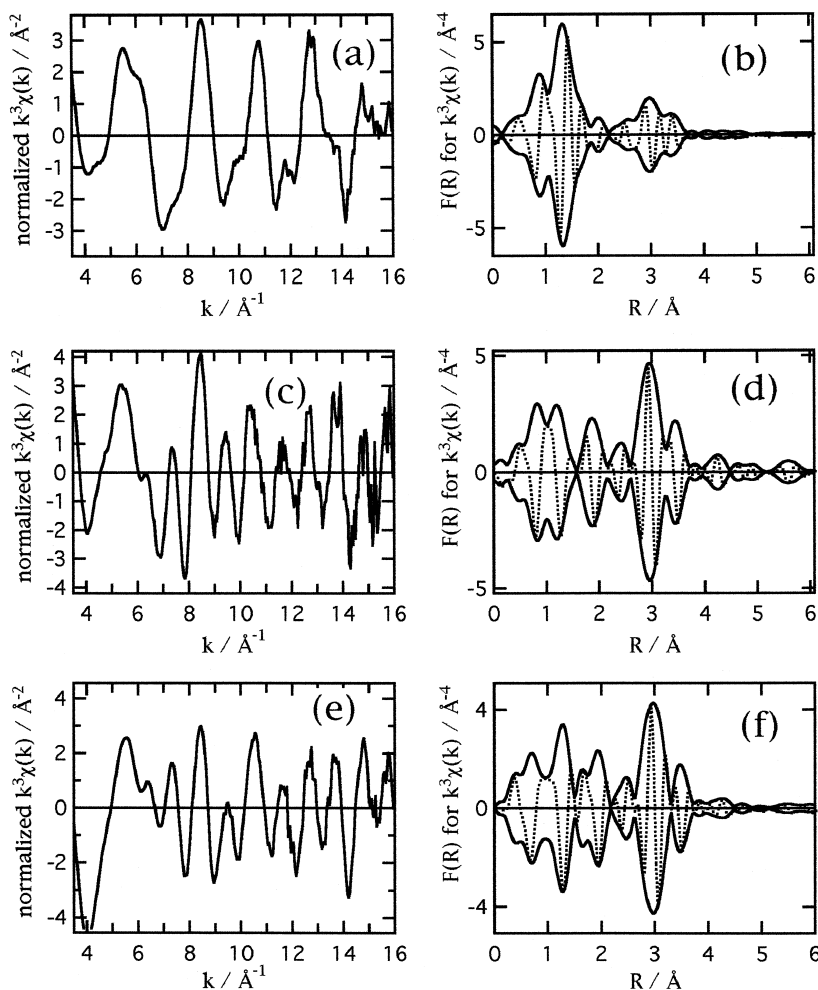 normalized k³χ(k) / Å⁻²
3
2
1
0
-1
-2
-3
(a)
4 6 8 10 12 14 16
k / Å⁻¹
F(R) for k³χ(k) / Å⁻⁴
5
0
-5
(b)
0 1 2 3 4 5 6
R / Å
normalized k³χ(k) / Å⁻²
4
3
2
1
0
-1
-2
-3
-4
(c)
4 6 8 10 12 14 16
k / Å⁻¹
F(R) for k³χ(k) / Å⁻⁴
5
0
-5
(d)
0 1 2 3 4 5 6
R / Å
normalized k³χ(k) / Å⁻²
4
2
0
-2
-4
(e)
4 6 8 10 12 14 16
k / Å⁻¹
F(R) for k³χ(k) / Å⁻⁴
4
0
-4
(f)
0 1 2 3 4 5 6
R / Å